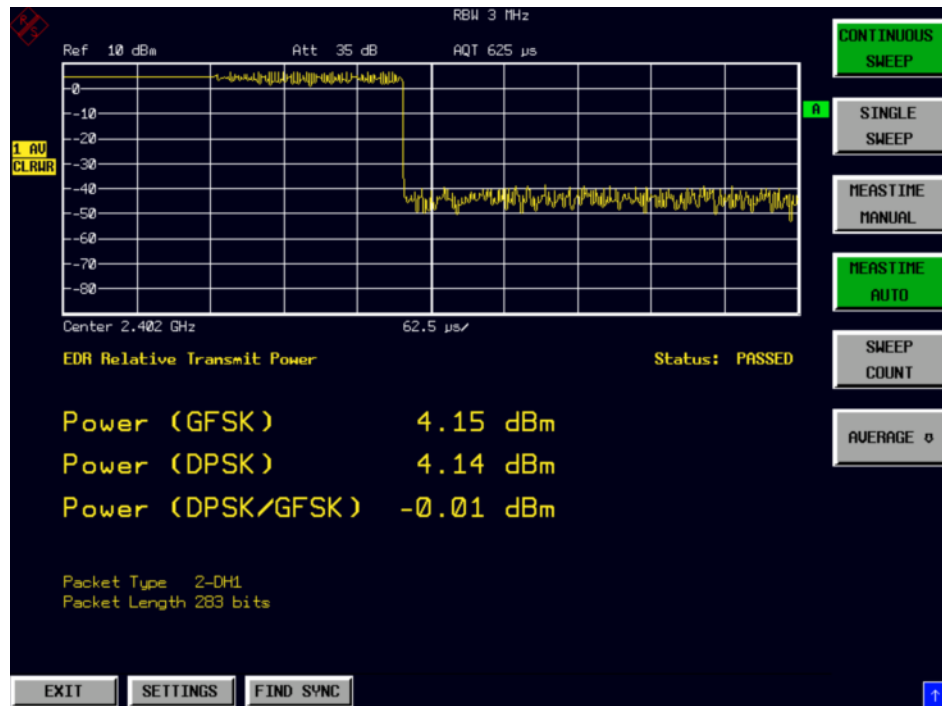 RBW 3 MHz
Ref 10 dBm Att 35 dB AQT 625 µs
CONTINUOUS
SWEEP
0
-10
A
SINGLE
SWEEP
-20
1 AV
CLRWR
-30
-40
MEASTIME
MANUAL
-50
-60
-70
MEASTIME
AUTO
-80
Center 2.402 GHz 62.5 µs/
EDR Relative Transmit Power Status: PASSED
SWEEP
COUNT
Power (GFSK) 4.15 dBm
AVERAGE
Power (DPSK) 4.14 dBm
Power (DPSK/GFSK) -0.01 dBm
Packet Type 2-DH1
Packet Length 283 bits
EXIT SETTINGS FIND SYNC